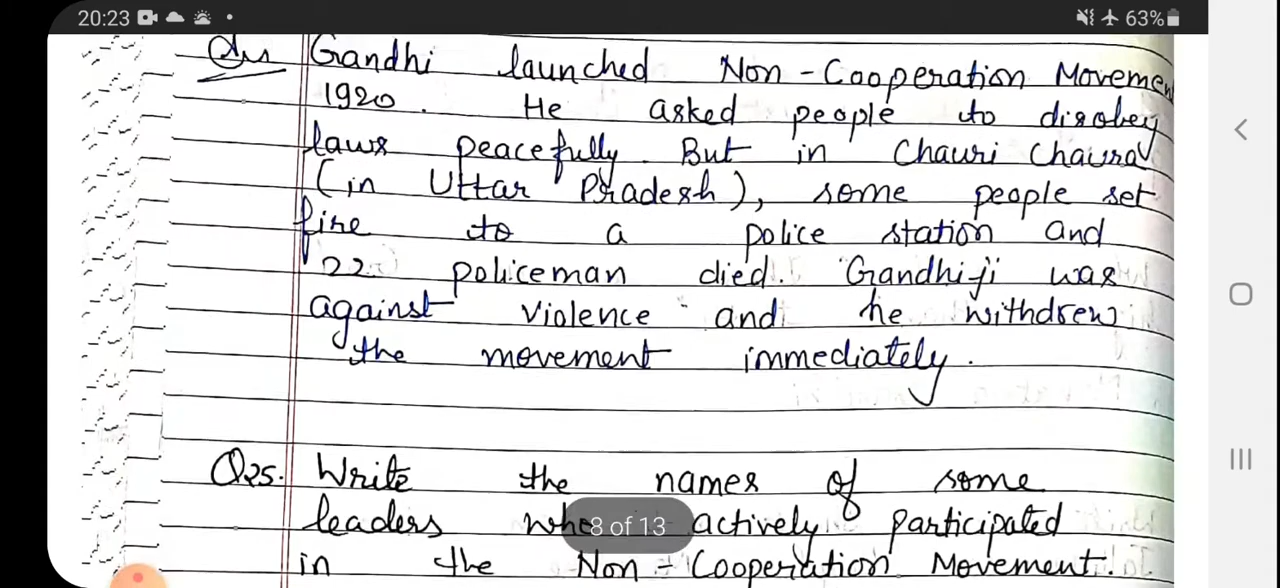 20:23 63%
Ans Gandhi launched Non-Cooperation Movemen
1920. He asked people to disobey
laws peacefully. But in Chauri Chaura
(in Uttar Pradesh), some people set
fire to a police station and
22 policeman died. Gandhiji was
against violence and he withdrew
the movement immediately.
Q25. Write the names of some
leaders who actively participated
8 of 13
in the Non-Cooperation Movement.